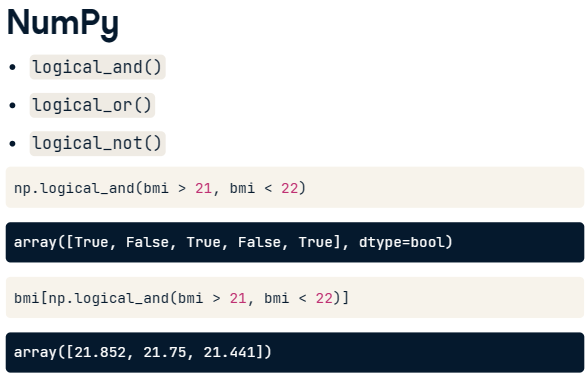 NumPy
• logical_and()
• logical_or()
• logical_not()
np.logical_and(bmi > 21, bmi < 22)
array([True, False, True, False, True], dtype=bool)
bmi[np.logical_and(bmi > 21, bmi < 22)]
array([21.852, 21.75, 21.441])